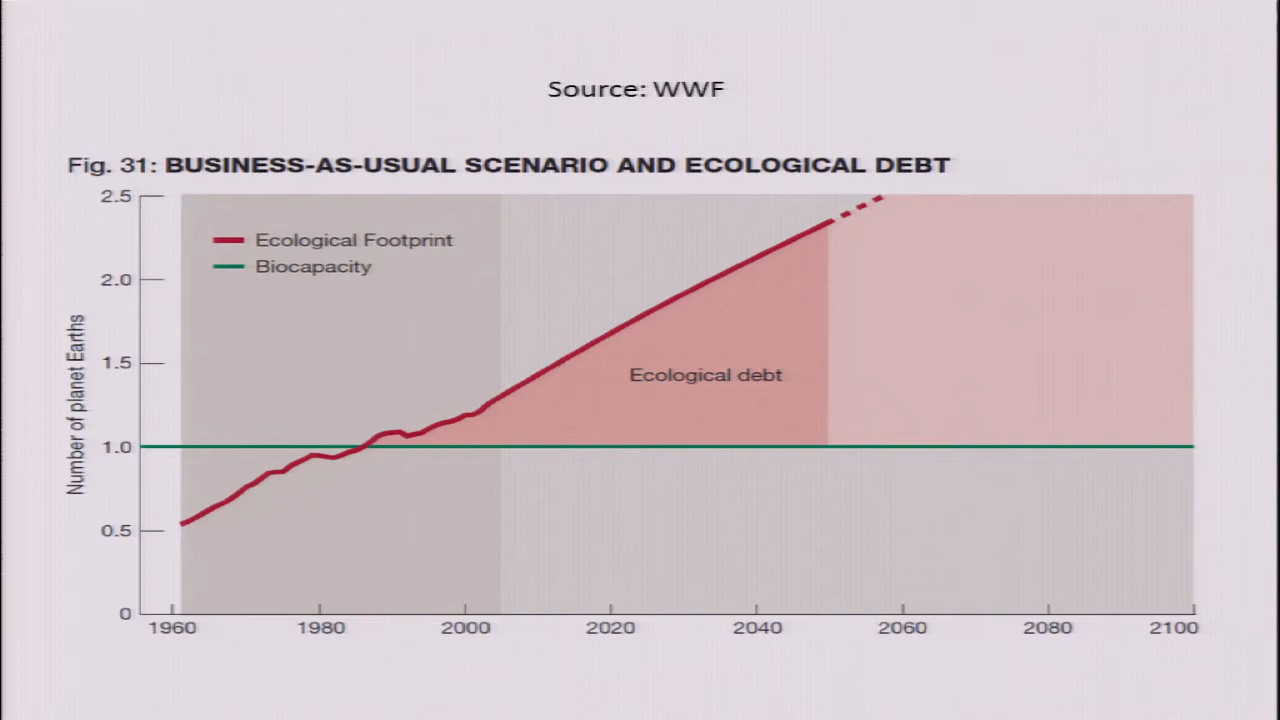 Source: WWF
Fig. 31: BUSINESS-AS-USUAL SCENARIO AND ECOLOGICAL DEBT
2.5
Ecological Footprint
Biocapacity
2.0
Number of planet Earths
1.5
Ecological debt
1.0
0.5
0
1960 1980 2000 2020 2040 2060 2080 2100